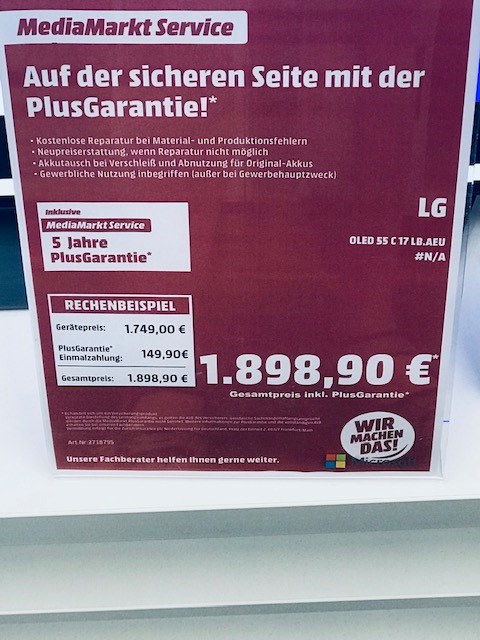 MediaMarkt Service
Auf der sicheren Seite mit der
PlusGarantie!*
• Kostenlose Reparatur bei Material- und Produktionsfehlern
• Neupreiserstattung, wenn Reparatur nicht möglich
• Akkutausch bei Verschleiß und Abnutzung für Original-Akkus
• Gewerbliche Nutzung inbegriffen (außer bei Gewerbehauptzweck)
LG
Inklusive
MediaMarkt Service
5 Jahre
PlusGarantie*
OLED 55 C 17 LB.AEU
#N/A
RECHENBEISPIEL
Gerätepreis: 1.749,00 €
PlusGarantie*
Einmalzahlung: 149,90€
Gesamtpreis: 1.898,90 €
1.898,90 €*
Gesamtpreis inkl. PlusGarantie*
Art.Nr:2718795
WIR
MACHEN
DAS!
Microsoft
Unsere Fachberater helfen Ihnen gerne weiter.